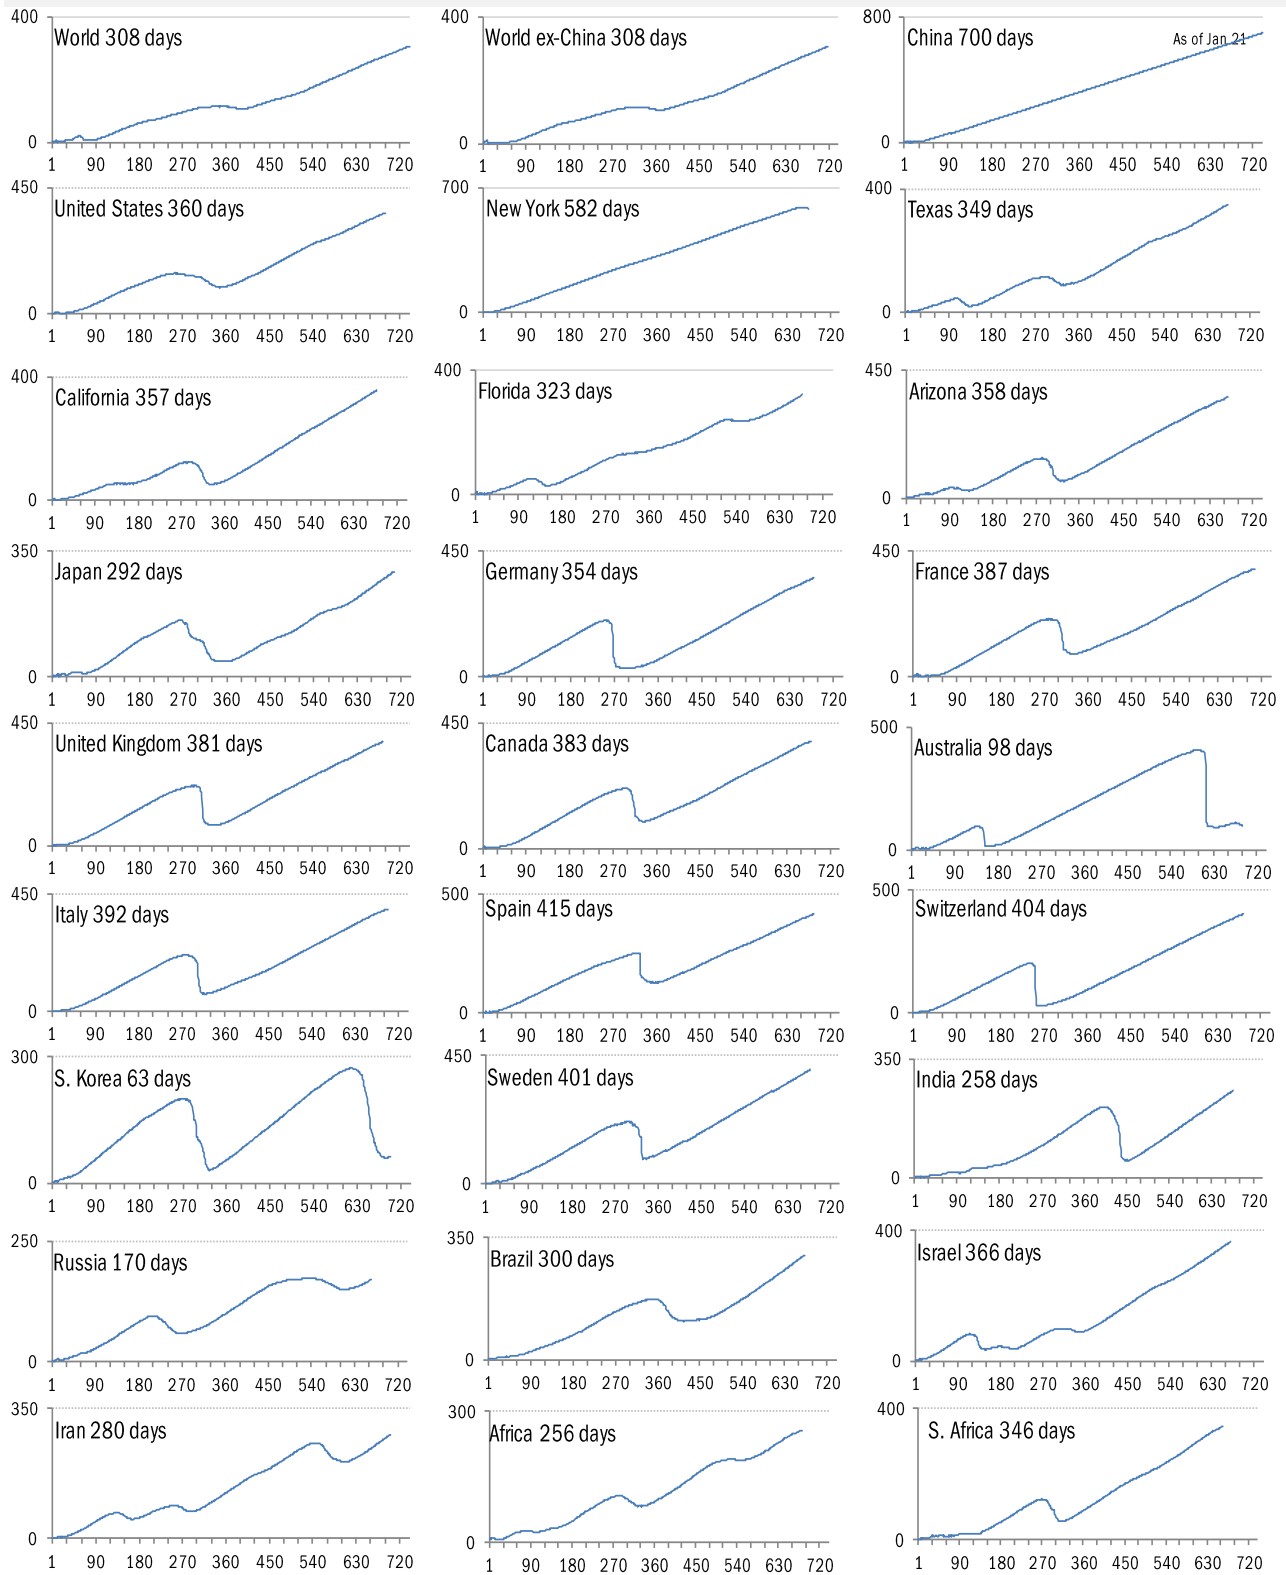 400
World 308 days
0
1 90 180 270 360 450 540 630 720
400
World ex-China 308 days
0
1 90 180 270 360 450 540 630 720
800
China 700 days
As of Jan 21
0
1 90 180 270 360 450 540 630 720
450
United States 360 days
0
1 90 180 270 360 450 540 630 720
700
New York 582 days
0
1 90 180 270 360 450 540 630 720
400
Texas 349 days
0
1 90 180 270 360 450 540 630 720
400
California 357 days
0
1 90 180 270 360 450 540 630 720
400
Florida 323 days
0
1 90 180 270 360 450 540 630 720
450
Arizona 358 days
0
1 90 180 270 360 450 540 630 720
350
Japan 292 days
0
1 90 180 270 360 450 540 630 720
450
Germany 354 days
0
1 90 180 270 360 450 540 630 720
450
France 387 days
0
1 90 180 270 360 450 540 630 720
450
United Kingdom 381 days
0
1 90 180 270 360 450 540 630 720
450
Canada 383 days
0
1 90 180 270 360 450 540 630 720
500
Australia 98 days
0
1 90 180 270 360 450 540 630 720
450
Italy 392 days
0
1 90 180 270 360 450 540 630 720
500
Spain 415 days
0
1 90 180 270 360 450 540 630 720
500
Switzerland 404 days
0
1 90 180 270 360 450 540 630 720
300
S. Korea 63 days
0
1 90 180 270 360 450 540 630 720
450
Sweden 401 days
0
1 90 180 270 360 450 540 630 720
350
India 258 days
0
1 90 180 270 360 450 540 630 720
250
Russia 170 days
0
1 90 180 270 360 450 540 630 720
350
Brazil 300 days
0
1 90 180 270 360 450 540 630 720
400
Israel 366 days
0
1 90 180 270 360 450 540 630 720
350
Iran 280 days
0
1 90 180 270 360 450 540 630 720
300
Africa 256 days
0
1 90 180 270 360 450 540 630 720
400
S. Africa 346 days
0
1 90 180 270 360 450 540 630 720